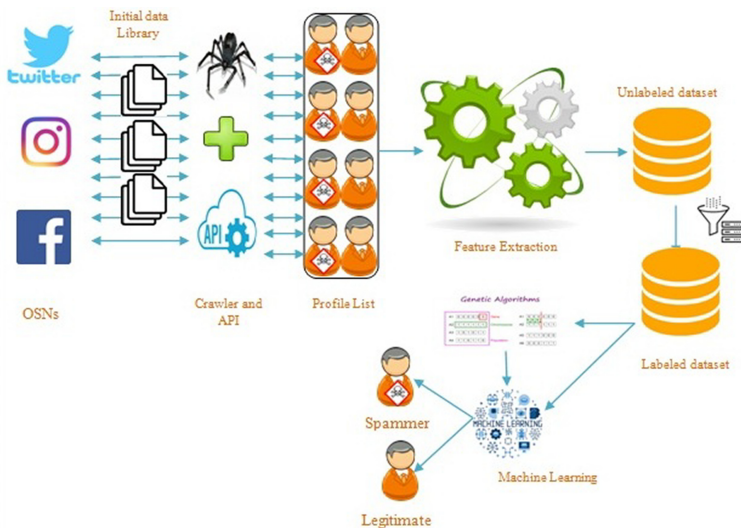 Initial data
Library
twitter
API
OSNs
Crawler and
API
Profile List
Feature Extraction
Unlabeled dataset
Labeled dataset
Genetic Algorithms
MACHINE LEARNING
Machine Learning
Spammer
Legitimate